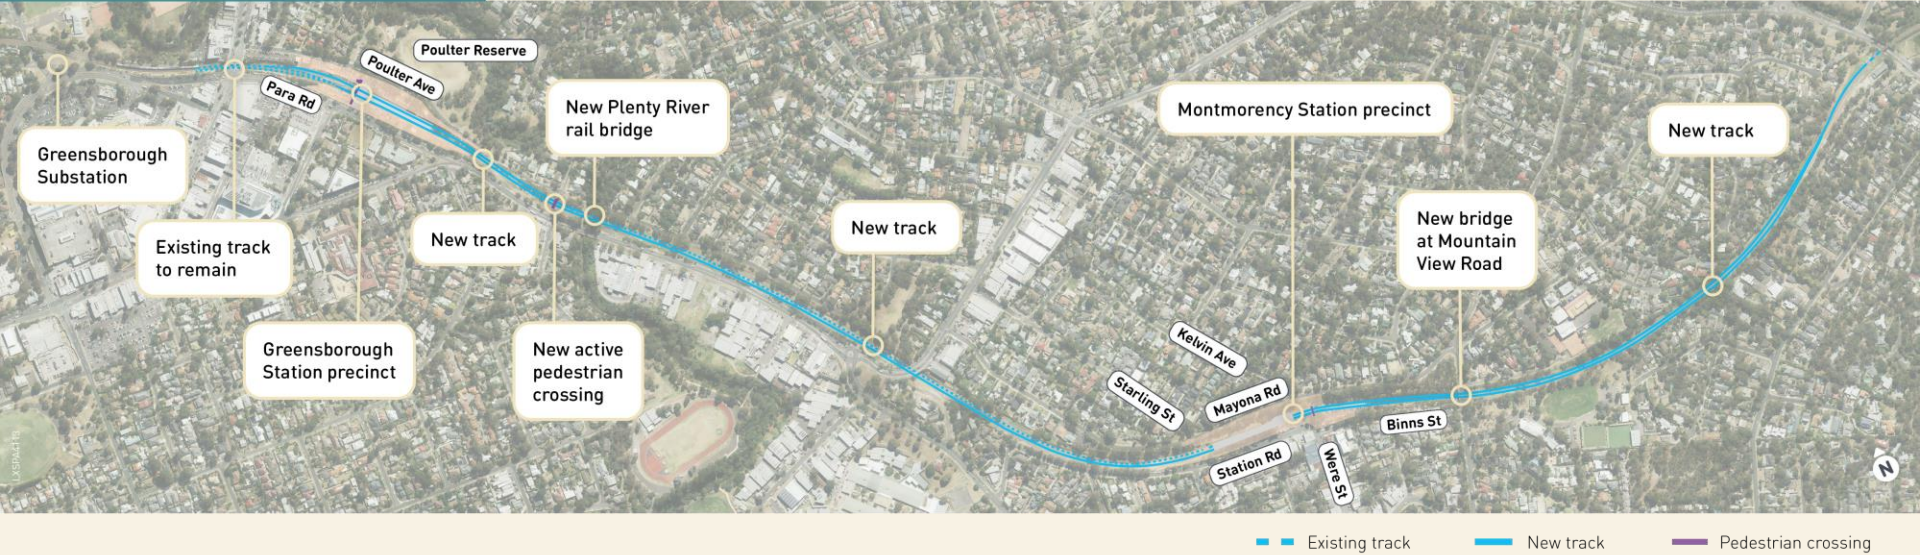 Poulter Reserve
Poulter Ave
Para Rd
New Plenty River
rail bridge
Montmorency Station precinct
New track
Greensborough
Substation
New bridge
at Mountain
View Road
New track
Existing track
to remain
New track
Greensborough
Station precinct
New active
pedestrian
crossing
Kelvin Ave
Starling St
Mayona Rd
Binns St
Station Rd
Were St
N
Existing track
New track
Pedestrian crossing